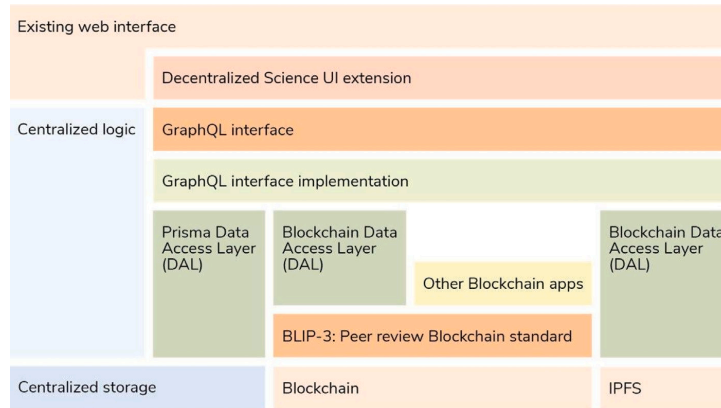 Existing web interface
Decentralized Science UI extension
Centralized logic
GraphQL interface
GraphQL interface implementation
Prisma Data
Access Layer
(DAL)
Blockchain Data
Access Layer
(DAL)
Other Blockchain apps
Blockchain Data
Access Layer
(DAL)
BLIP-3: Peer review Blockchain standard
Centralized storage
Blockchain
IPFS